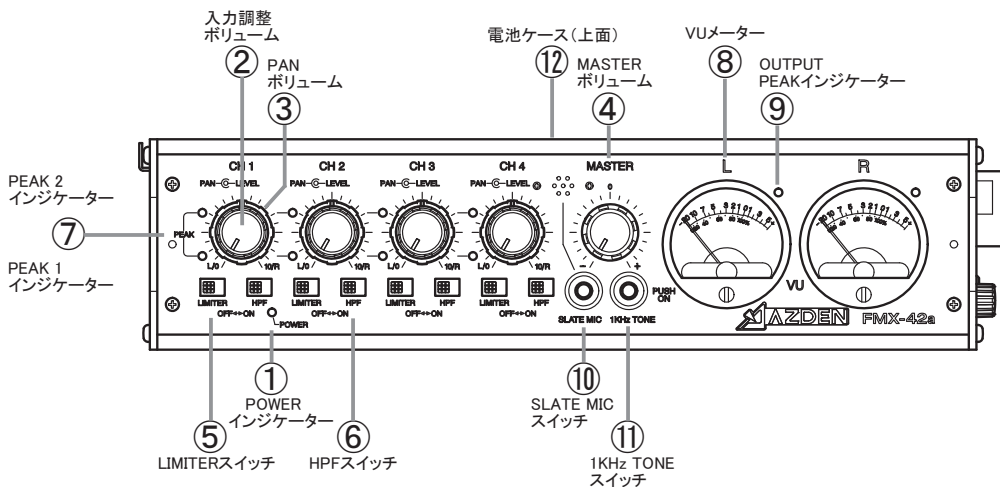 入力調整
ボリューム
②
PAN
ボリューム
③
電池ケース(上面)
⑫
MASTER
ボリューム
④
VUメーター
⑧
OUTPUT
PEAKインジケーター
⑨
CH 1
CH 2
CH 3
CH 4
MASTER
L
R
PAN LEVEL
PAN LEVEL
PAN LEVEL
PAN LEVEL
PEAK 2
インジケーター
⑦
PEAK
PEAK 1
インジケーター
L/0 10/R
L/0 10/R
L/0 10/R
L/0 10/R
- +
VU
LIMITER HPF
LIMITER HPF
LIMITER HPF
LIMITER HPF
OFF↔ON
OFF↔ON
OFF↔ON
OFF↔ON
POWER
SLATE MIC
1KHz TONE
PUSH
ON
AZDEN
FMX-42a
①
POWER
インジケーター
⑤
LIMITERスイッチ
⑥
HPFスイッチ
⑩
SLATE MIC
スイッチ
⑪
1KHz TONE
スイッチ